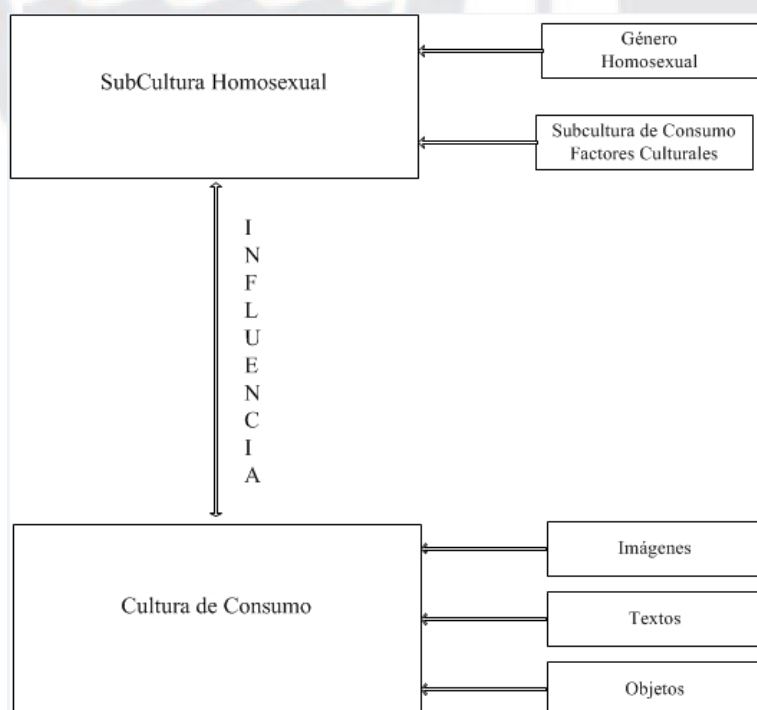 SubCultura Homosexual
Género
Homosexual
Subcultura de Consumo
Factores Culturales
I
N
F
L
U
E
N
C
I
A
Cultura de Consumo
Imágenes
Textos
Objetos